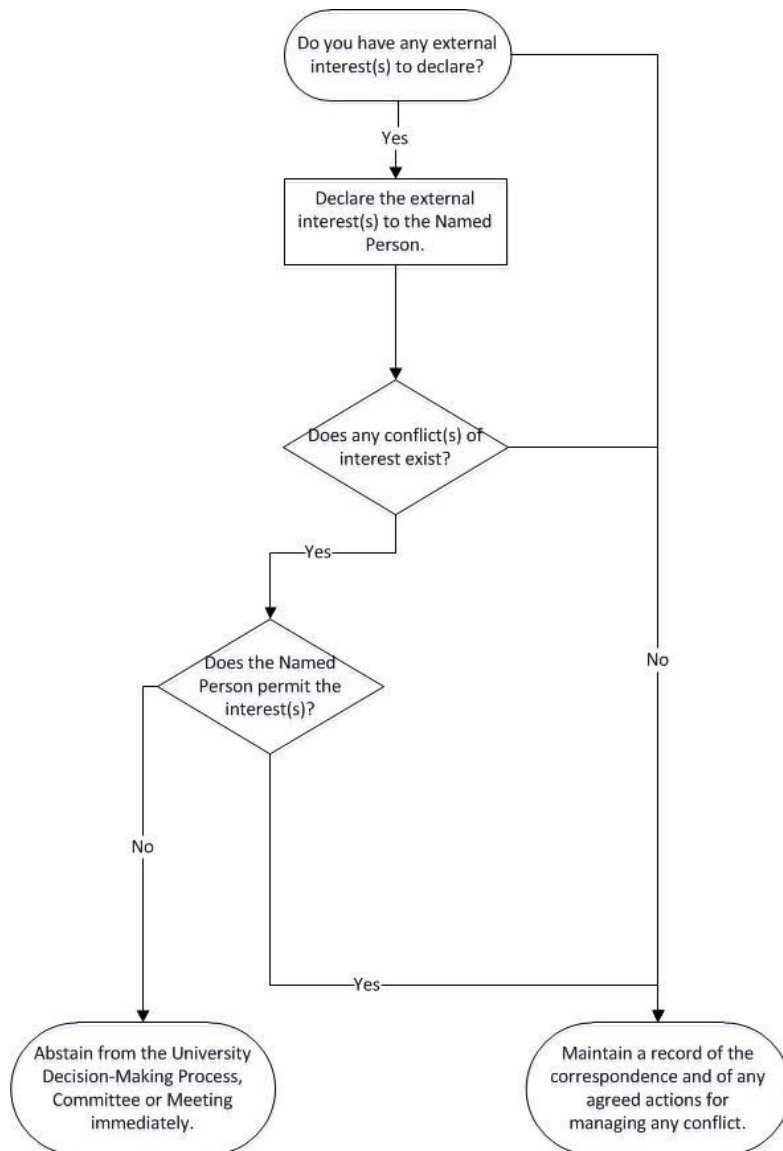 Do you have any external
interest(s) to declare?
Yes
Declare the external
interest(s) to the Named
Person.
Does any conflict(s) of
interest exist?
Yes
Does the Named
Person permit the
interest(s)?
No
No
Yes
Abstain from the University
Decision-Making Process,
Committee or Meeting
immediately.
Maintain a record of the
correspondence and of any
agreed actions for
managing any conflict.